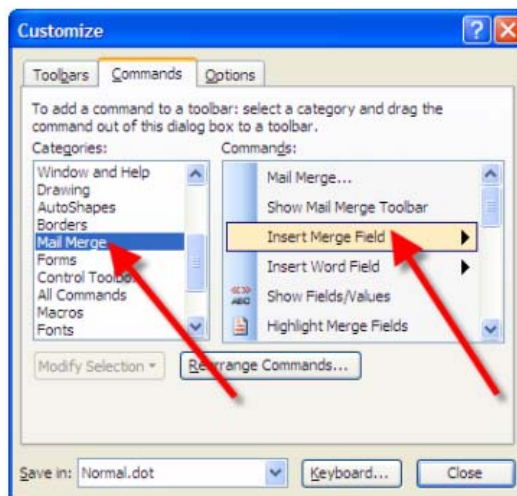 Customize
Toolbars Commands Options
To add a command to a toolbar: select a category and drag the
command out of this dialog box to a toolbar.
Categories: Commands:
Window and Help
Drawing
AutoShapes
Borders
Mail Merge
Forms
Control Toolbox
All Commands
Macros
Fonts
Mail Merge...
Show Mail Merge Toolbar
Insert Merge Field
Insert Word Field
ABC Show Fields/Values
Highlight Merge Fields
Modify Selection Rearrange Commands...
Save in: Normal.dot Keyboard... Close